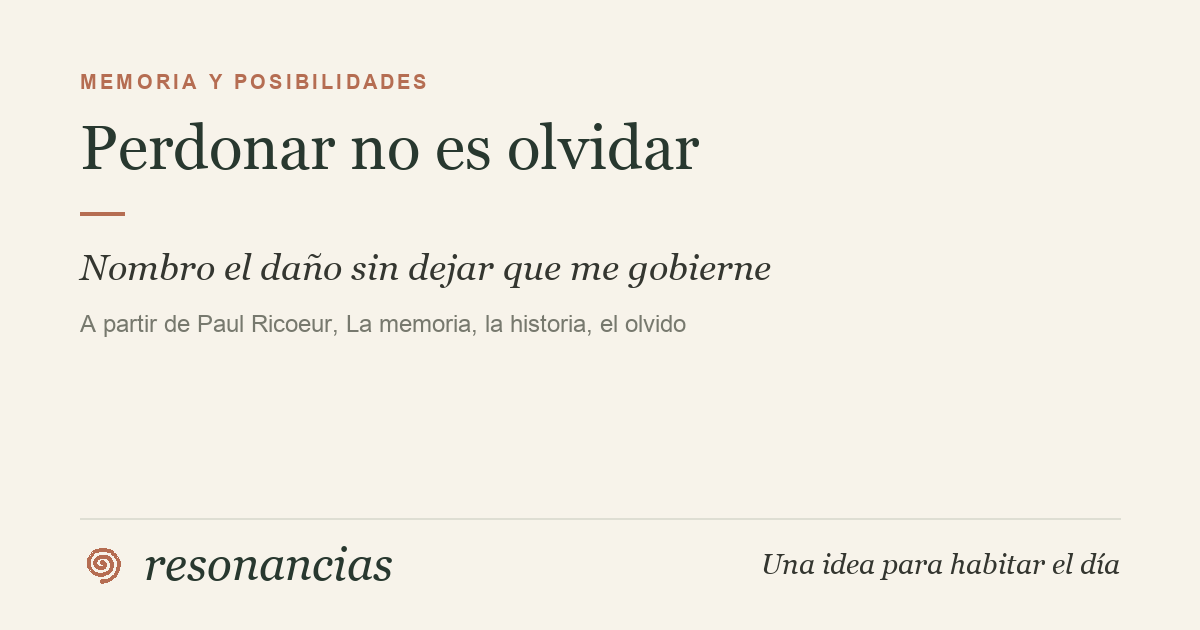 MEMORIA Y POSIBILIDADES
Perdonar no es olvidar
Nombro el daño sin dejar que me gobierne
A partir de Paul Ricoeur, La memoria, la historia, el olvido
resonancias
Una idea para habitar el día